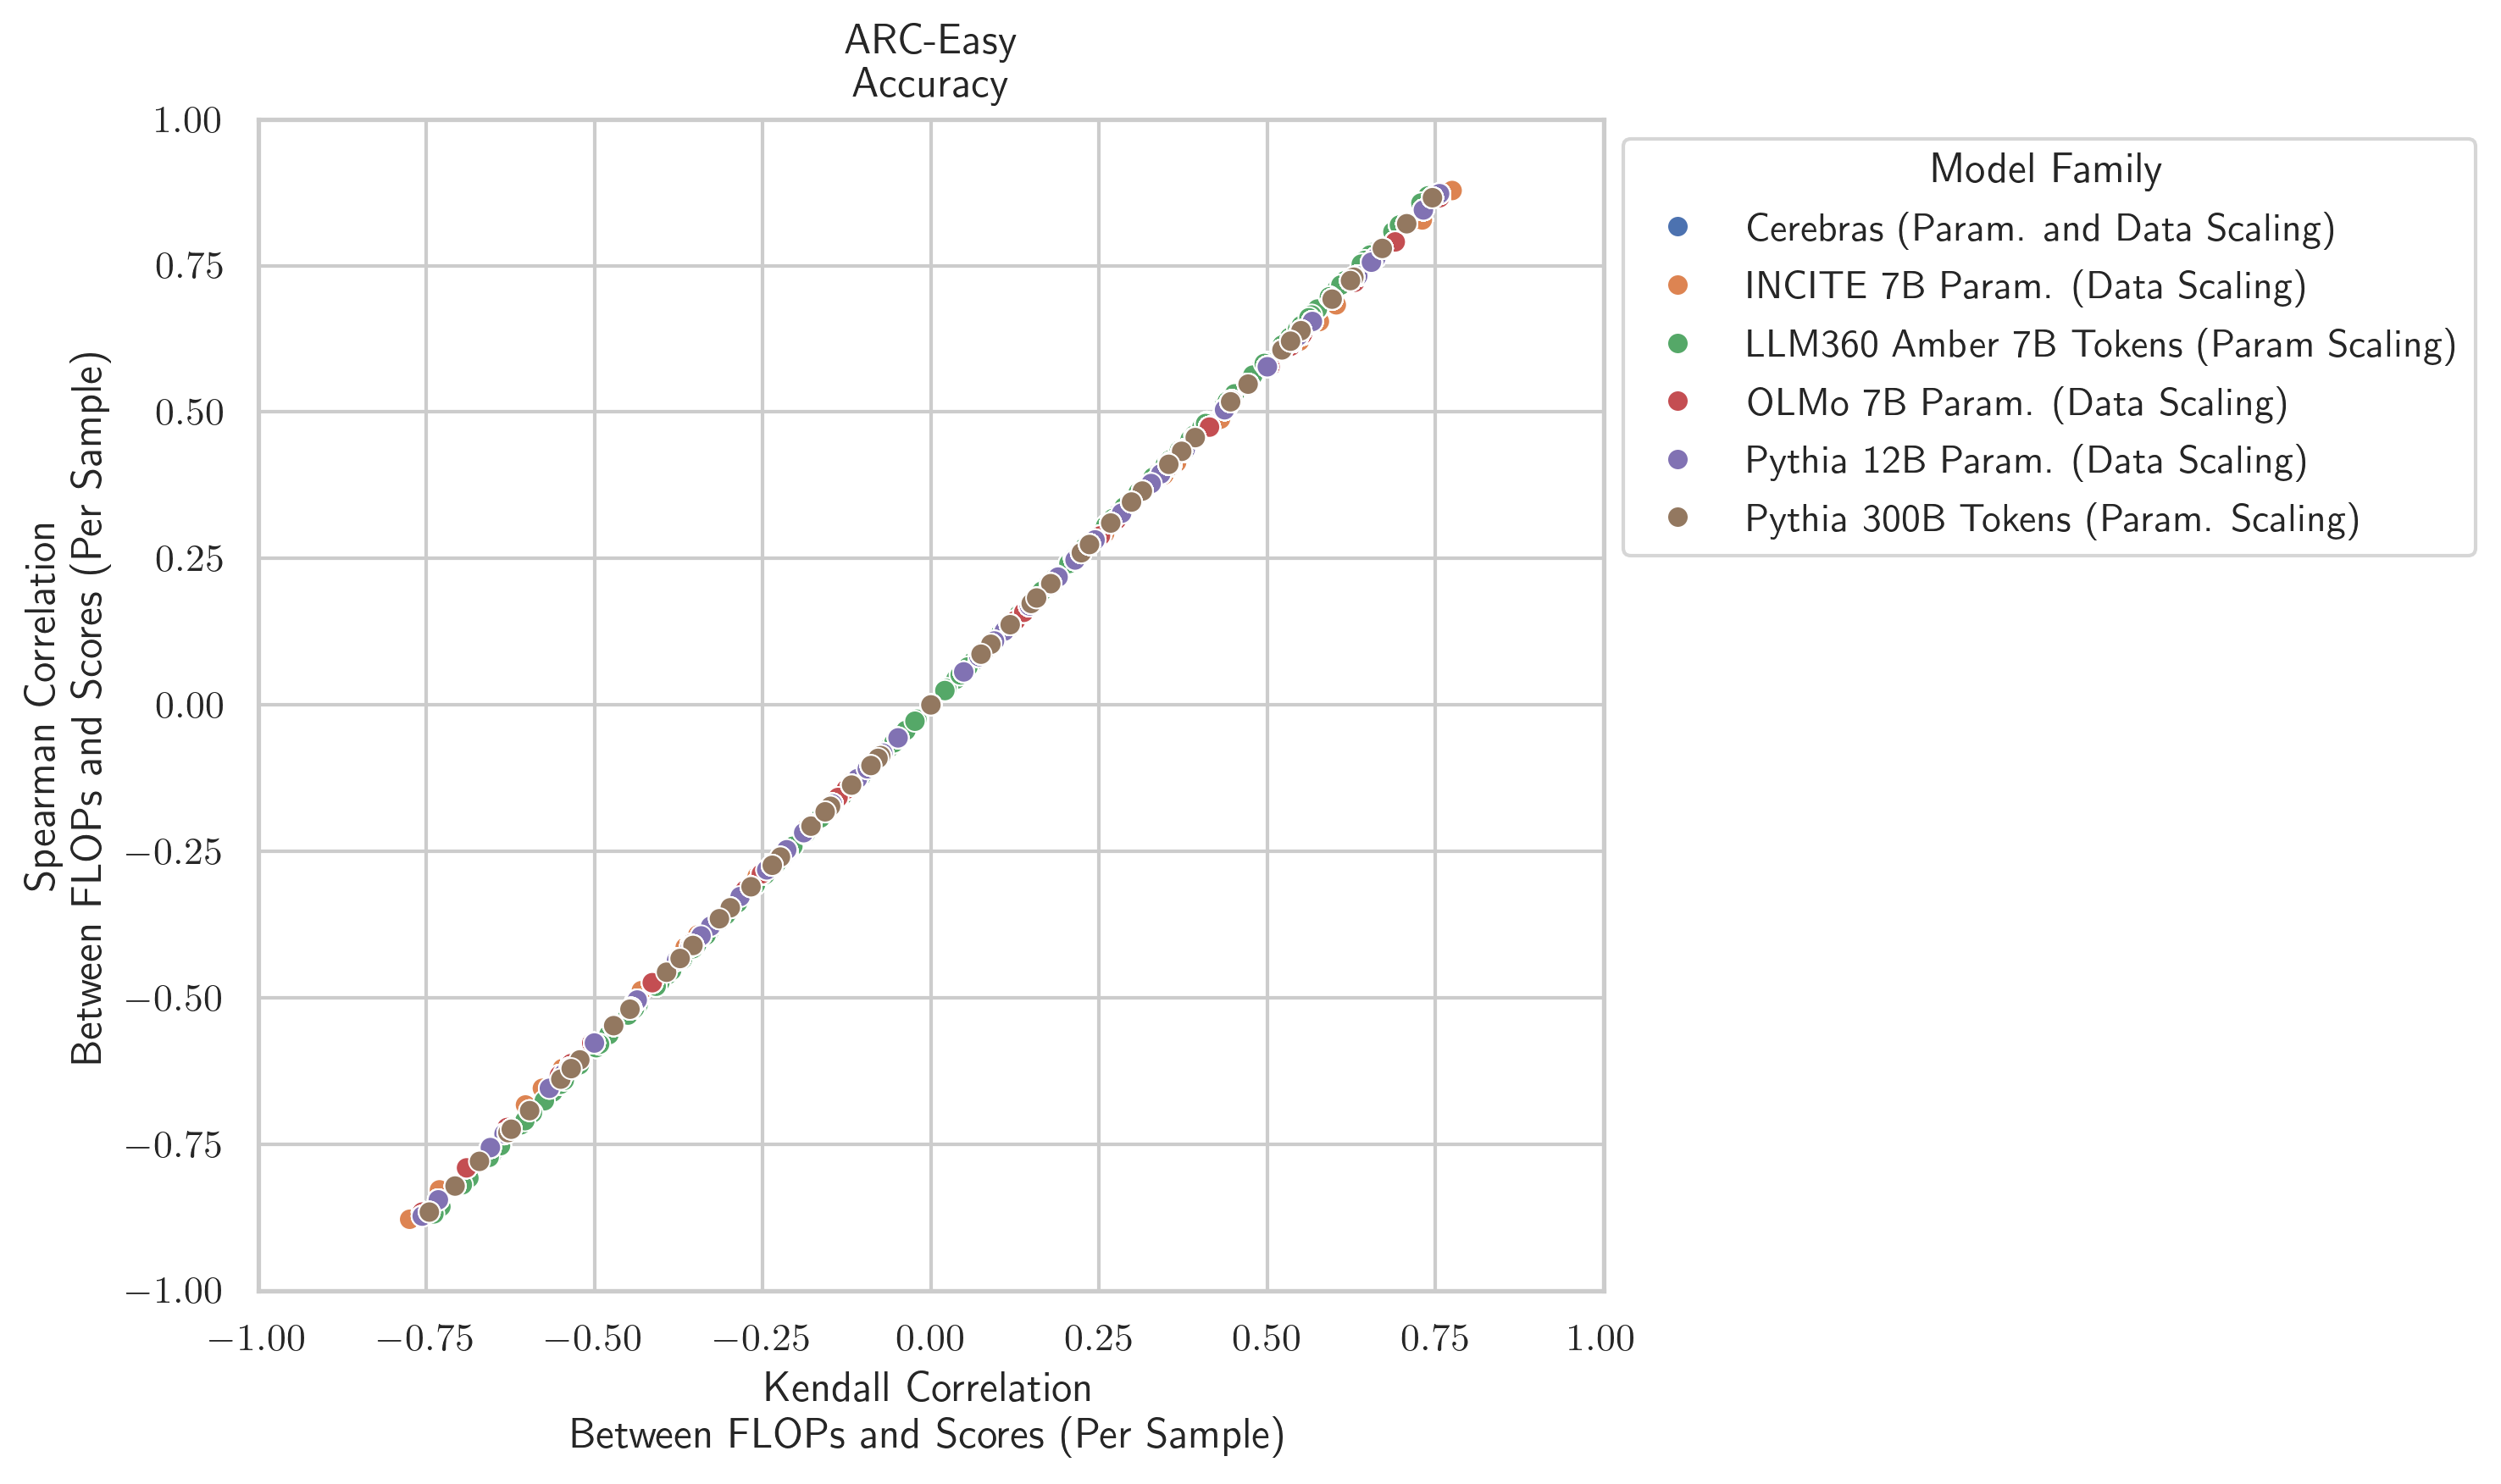 ARC-Easy
Accuracy
1.00
0.75
0.50
0.25
0.00
−0.25
−0.50
−0.75
−1.00
Spearman Correlation
Between FLOPs and Scores (Per Sample)
−1.00
−0.75
−0.50
−0.25
0.00
0.25
0.50
0.75
1.00
Kendall Correlation
Between FLOPs and Scores (Per Sample)
Model Family
Cerebras (Param. and Data Scaling)
INCITE 7B Param. (Data Scaling)
LLM360 Amber 7B Tokens (Param Scaling)
OLMo 7B Param. (Data Scaling)
Pythia 12B Param. (Data Scaling)
Pythia 300B Tokens (Param. Scaling)